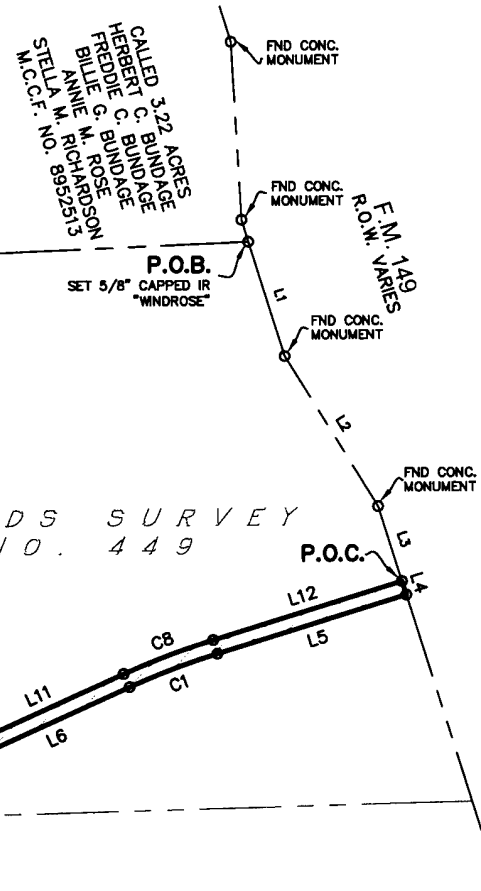 FND CONC.
MONUMENT
CALLED 3.22 ACRES
HERBERT C. BUNDAGE
FREDDIE C. BUNDAGE
BILLIE G. BUNDAGE
ANNIE M. ROSE
STELLA M. RICHARDSON
M.C.C.F. NO. 8952513
FND CONC.
MONUMENT
F.M. 149
R.O.W. VARIES
P.O.B.
SET 5/8" CAPPED IR
"WINDROSE"
L1
FND CONC.
MONUMENT
L2
FND CONC.
MONUMENT
DS SURVEY
NO. 449
L3
P.O.C.
L4
L12
L5
C8
C1
L11
L6